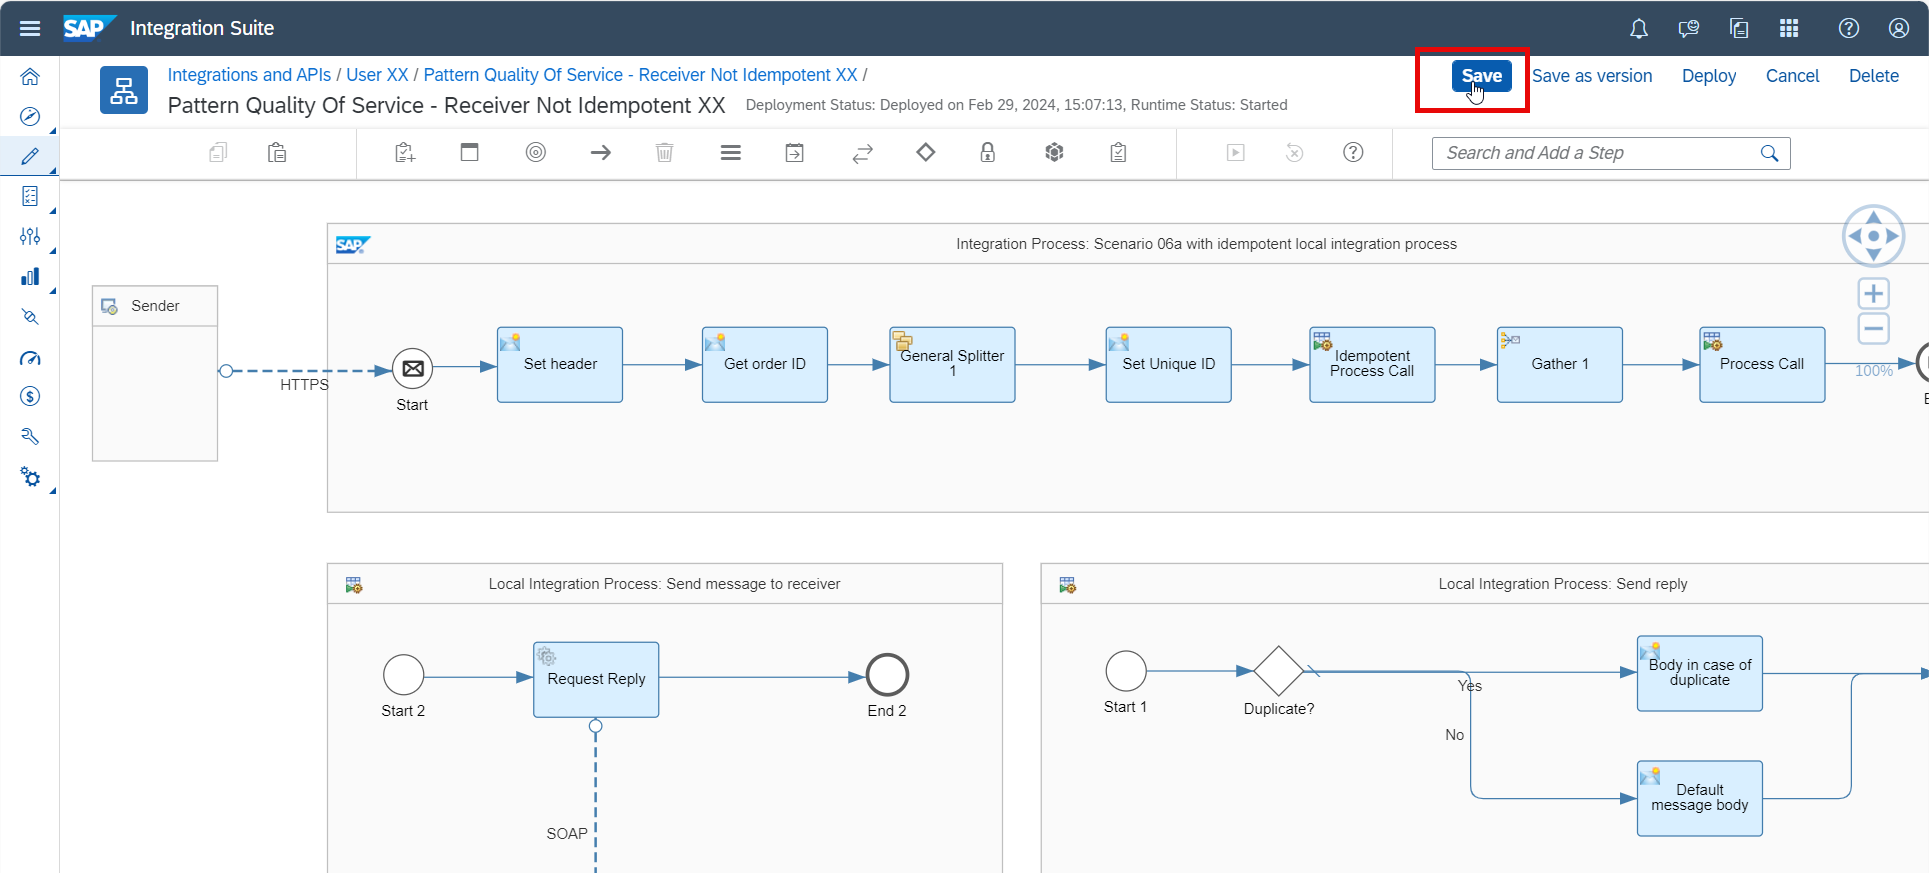 SAP Integration Suite
Integrations and APIs / User XX / Pattern Quality Of Service - Receiver Not Idempotent XX /
Save Save as version Deploy Cancel Delete
Pattern Quality Of Service - Receiver Not Idempotent XX Deployment Status: Deployed on Feb 29, 2024, 15:07:13, Runtime Status: Started
Search and Add a Step
SAP Integration Process: Scenario 06a with idempotent local integration process
Sender
HTTPS
Start
Set header
Get order ID
General Splitter
1
Set Unique ID
Idempotent
Process Call
Gather 1
Process Call
100%
E
Local Integration Process: Send message to receiver
Start 2
Request Reply
End 2
SOAP
Local Integration Process: Send reply
Start 1
Duplicate?
Yes
No
Body in case of
duplicate
Default
message body